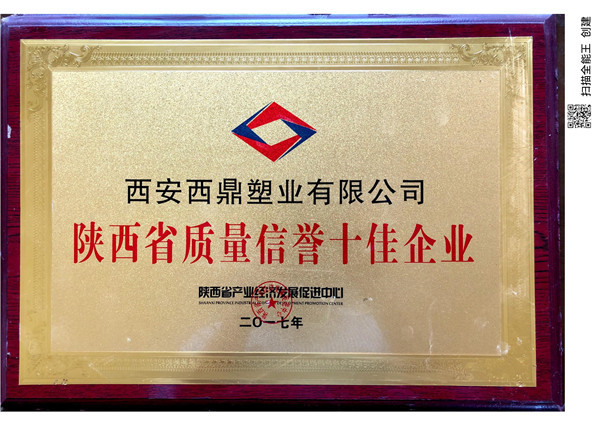 西安西鼎塑业有限公司
陕西省质量信誉十佳企业
陕西省产业经济发展促进中心
二〇一七年
扫描全能王 创建